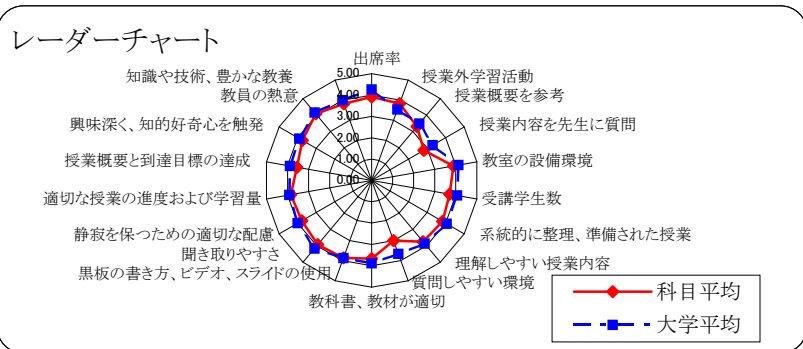 レーダーチャート
出席率
授業外学習活動
授業概要を参考
授業内容を先生に質問
教室の設備環境
受講学生数
系統的に整理、準備された授業
理解しやすい授業内容
質問しやすい環境
教科書、教材が適切
黒板の書き方、ビデオ、スライドの使用
聞き取りやすさ
静寂を保つための適切な配慮
適切な授業の進度および学習量
授業概要と到達目標の達成
興味深く、知的好奇心を触発
教員の熱意
知識や技術、豊かな教養
5.00
4.00
3.00
2.00
1.00
0.00
科目平均
大学平均